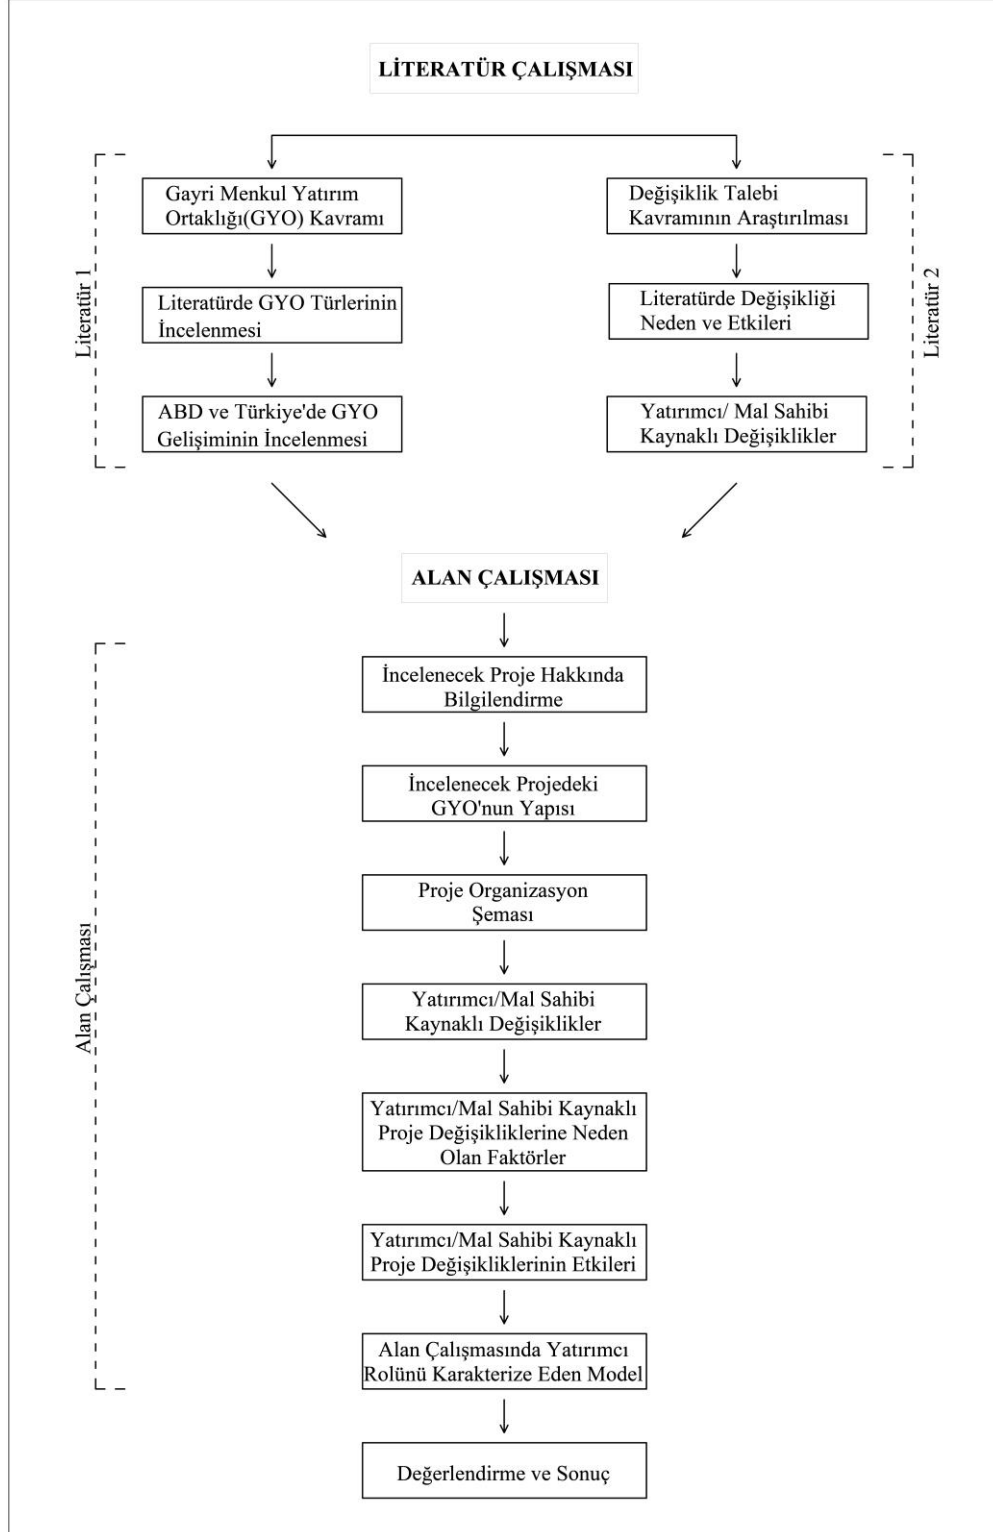 LİTERATÜR ÇALIŞMASI
Literatür 1
Gayri Menkul Yatırım
Ortaklığı(GYO) Kavramı
Literatürde GYO Türlerinin
İncelenmesi
ABD ve Türkiye'de GYO
Gelişiminin İncelenmesi
Değişiklik Talebi
Kavramının Araştırılması
Literatürde Değişikliği
Neden ve Etkileri
Yatırımcı/ Mal Sahibi
Kaynaklı Değişiklikler
Literatür 2
ALAN ÇALIŞMASI
Alan Çalışması
İncelenecek Proje Hakkında
Bilgilendirme
İncelenecek Projedeki
GYO'nun Yapısı
Proje Organizasyon
Şeması
Yatırımcı/Mal Sahibi
Kaynaklı Değişiklikler
Yatırımcı/Mal Sahibi Kaynaklı
Proje Değişikliklerine Neden
Olan Faktörler
Yatırımcı/Mal Sahibi Kaynaklı
Proje Değişikliklerinin Etkileri
Alan Çalışmasında Yatırımcı
Rolünü Karakterize Eden Model
Değerlendirme ve Sonuç